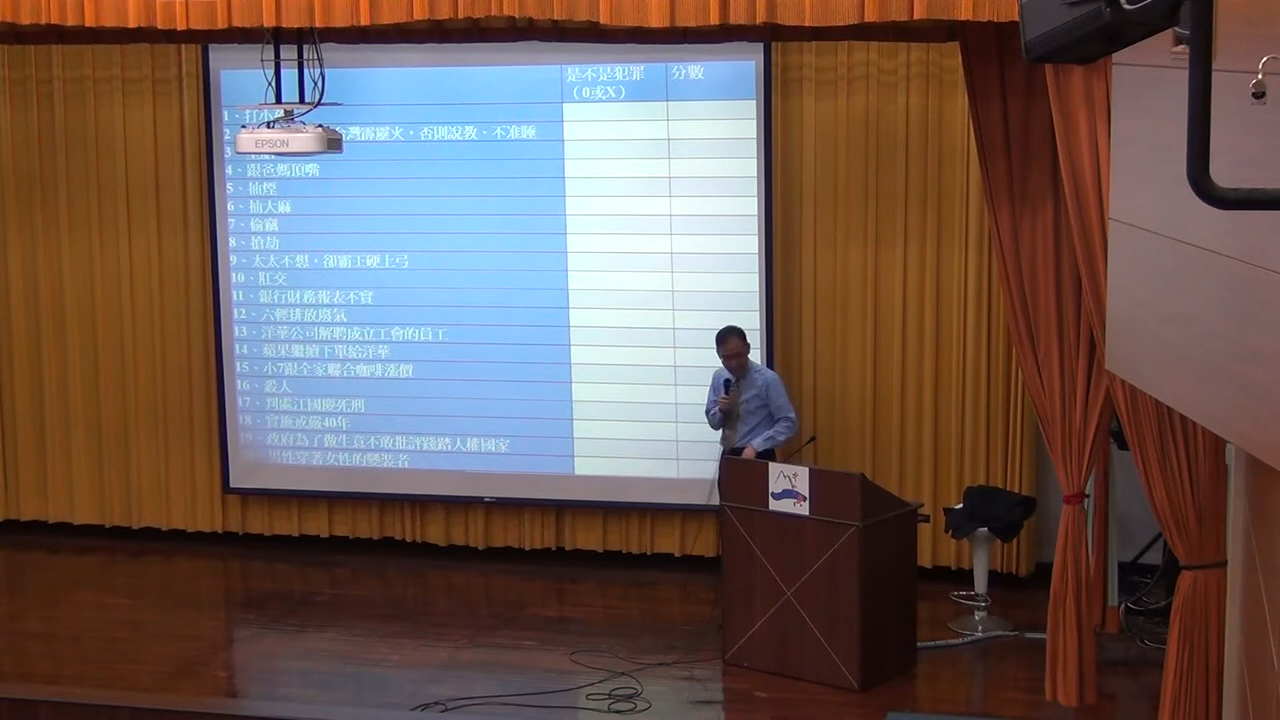 是不是犯罪 分數
(0或X)
1、打小
2 台灣霹靂火，否則說教、不准睡
3
4、跟爸媽頂嘴
5、抽煙
6、抽大麻
7、偷竊
8、搶劫
9、太太不想，卻霸王硬上弓
10、肛交
11、銀行財務報表不實
12、六輕排放廢氣
13、洋華公司解聘成立工會的員工
14、蘋果繼續下單給洋華
15、小7跟全家聯合咖啡漲價
16、殺人
17、判處江國慶死刑
18、實施戒嚴40年
19、政府為了做生意不敢批評踐踏人權國家
男性穿著女性的變裝者
EPSON